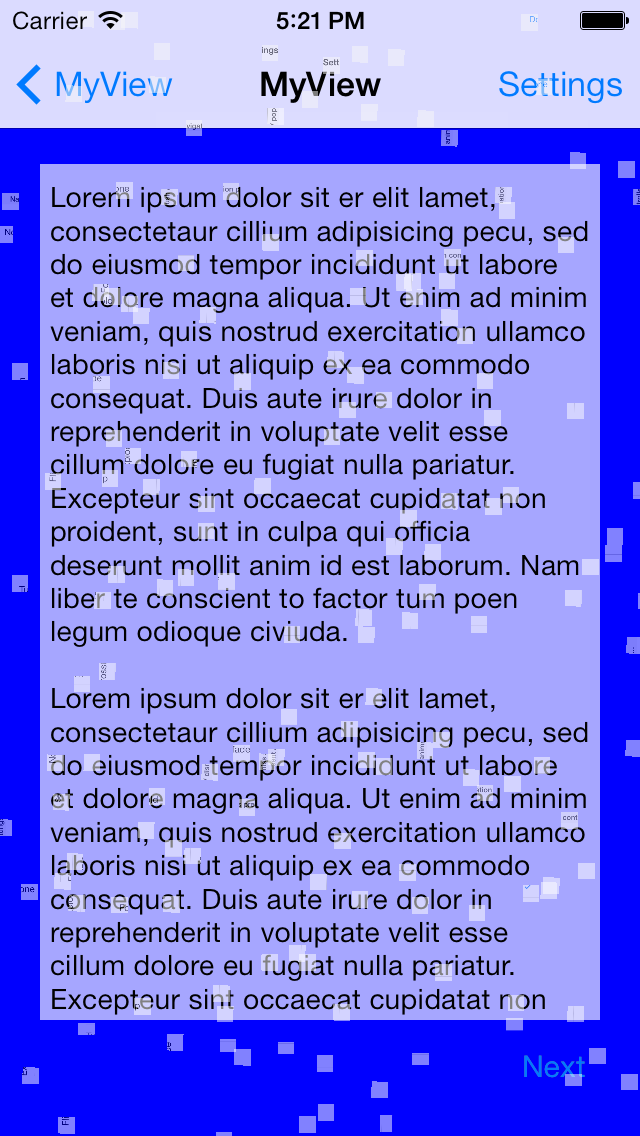 Carrier 5:21 PM
MyView MyView Settings
Lorem ipsum dolor sit er elit lamet,
consectetaur cillium adipisicing pecu, sed
do eiusmod tempor incididunt ut labore
et dolore magna aliqua. Ut enim ad minim
veniam, quis nostrud exercitation ullamco
laboris nisi ut aliquip ex ea commodo
consequat. Duis aute irure dolor in
reprehenderit in voluptate velit esse
cillum dolore eu fugiat nulla pariatur.
Excepteur sint occaecat cupidatat non
proident, sunt in culpa qui officia
deserunt mollit anim id est laborum. Nam
liber te conscient to factor tum poen
legum odioque civiuda.
Lorem ipsum dolor sit er elit lamet,
consectetaur cillium adipisicing pecu, sed
do eiusmod tempor incididunt ut labore
et dolore magna aliqua. Ut enim ad minim
veniam, quis nostrud exercitation ullamco
laboris nisi ut aliquip ex ea commodo
consequat. Duis aute irure dolor in
reprehenderit in voluptate velit esse
cillum dolore eu fugiat nulla pariatur.
Excepteur sint occaecat cupidatat non
Next